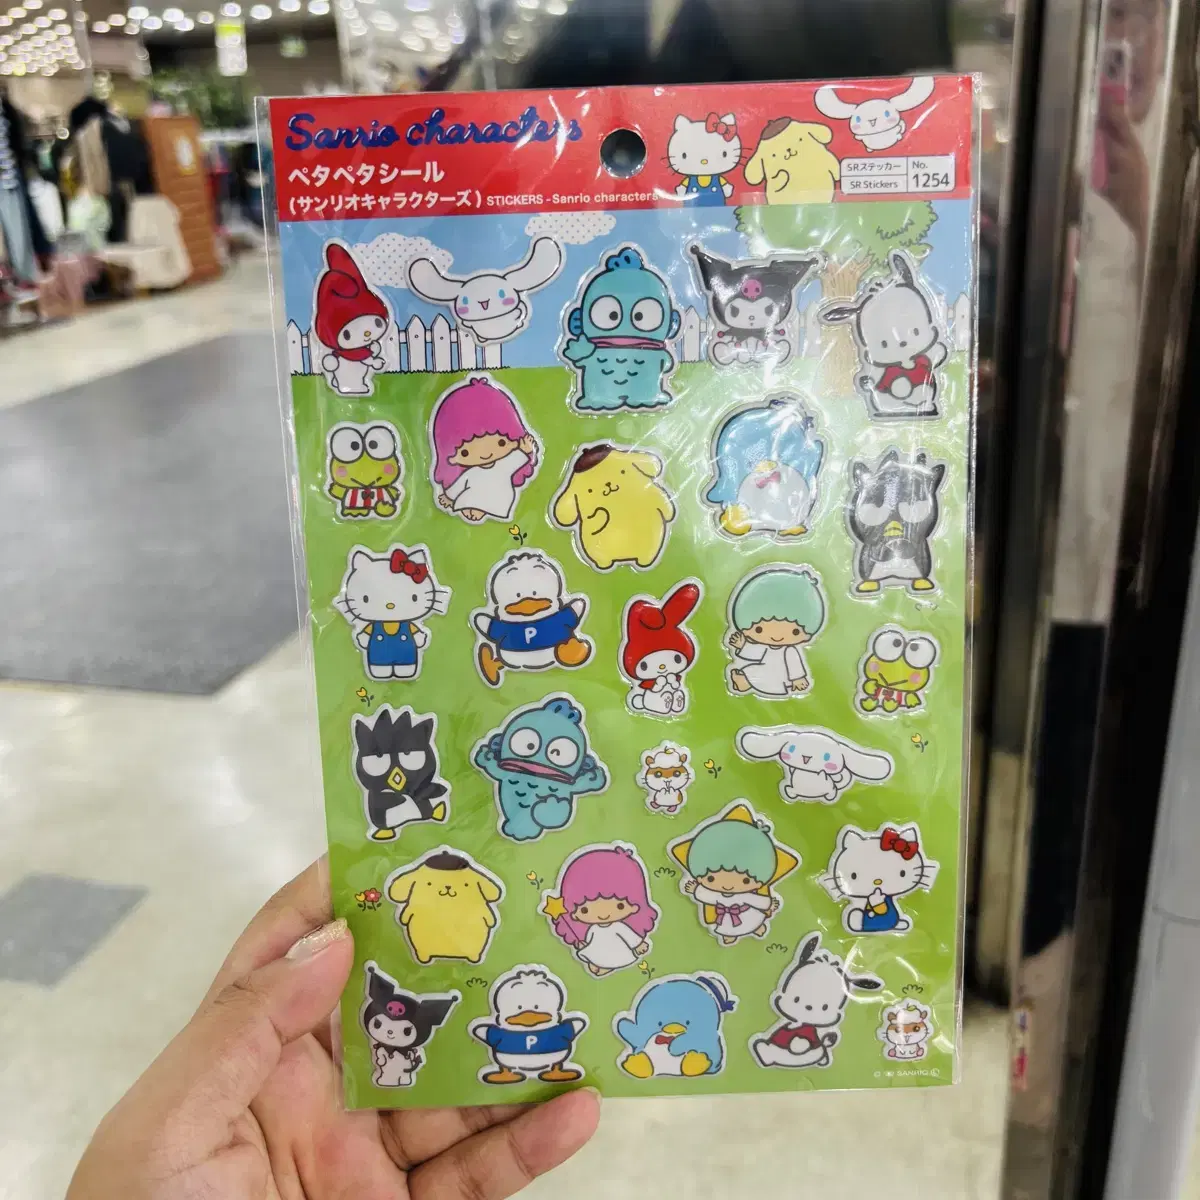 Sanrio characters
ペタペタシール
(サンリオキャラクターズ) STICKERS -Sanrio characters
SRステッカー
SR Stickers
No.
1254
P
P
SANRIO